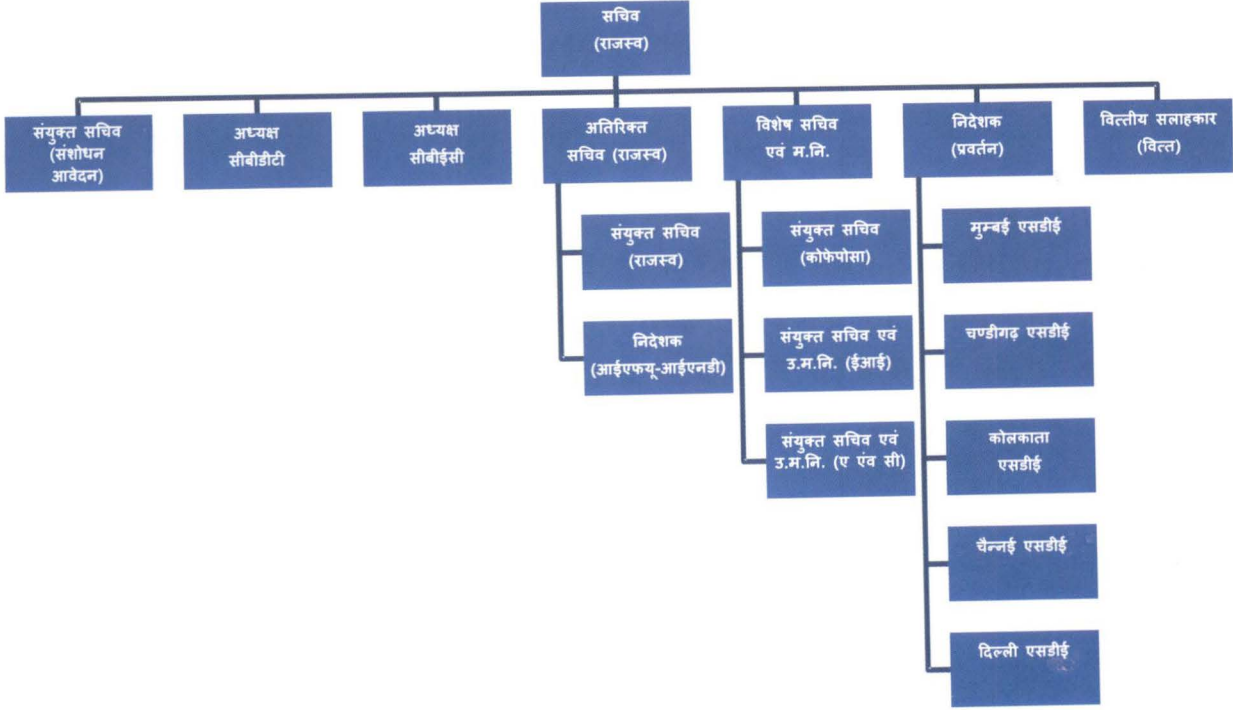 सचिव
(राजस्व)
संयुक्त सचिव
(संशोधन
आवेदन)
अध्यक्ष
सीबीडीटी
अध्यक्ष
सीबीईसी
अतिरिक्त
सचिव (राजस्व)
विशेष सचिव
एवं म.नि.
निदेशक
(प्रवर्तन)
वित्तीय सलाहकार
(वित्त)
संयुक्त सचिव
(राजस्व)
निदेशक
(आईएफयू-आईएनडी)
संयुक्त सचिव
(कोफेपोसा)
संयुक्त सचिव एवं
उ.म.नि. (ईआई)
संयुक्त सचिव एवं
उ.म.नि. (ए एंव सी)
मुम्बई एसडीई
चण्डीगढ़ एसडीई
कोलकाता
एसडीई
चैन्नई एसडीई
दिल्ली एसडीई